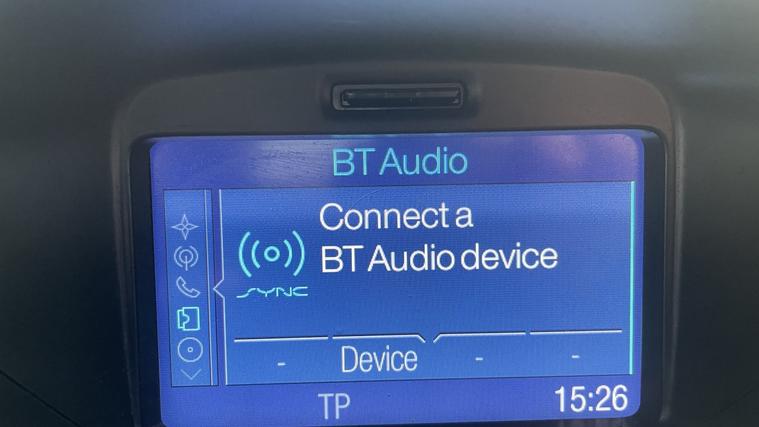 BT Audio
Connect a
BT Audio device
SYNC
- Device - -
TP 15:26